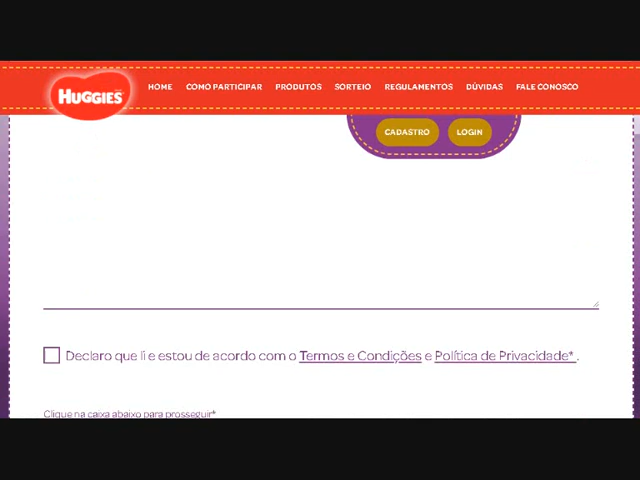 HUGGIES
HOME COMO PARTICIPAR PRODUTOS SORTEIO REGULAMENTOS DÚVIDAS FALE CONOSCO
CADASTRO LOGIN
Declaro que li e estou de acordo com o Termos e Condições e Política de Privacidade* .
Clique na caixa abaixo para prosseguir*